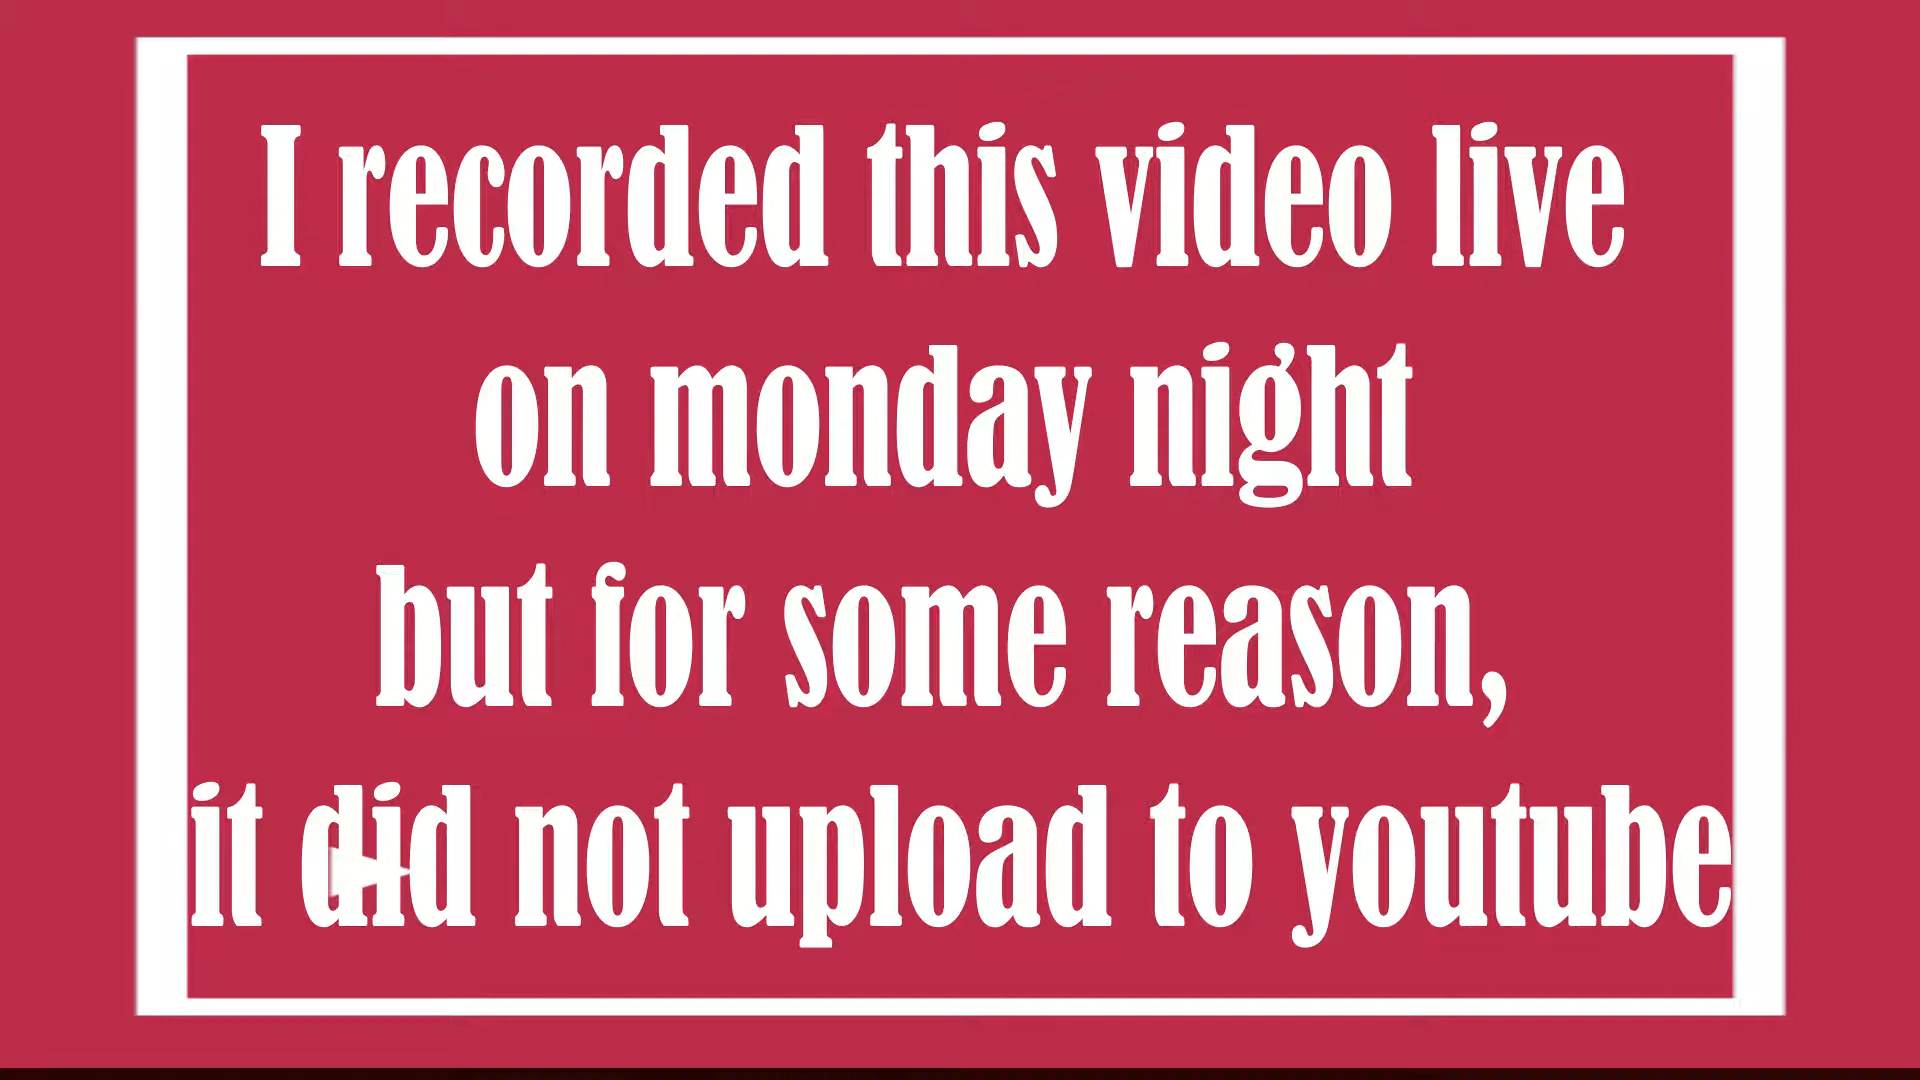 I recorded this video live
on monday night
but for some reason,
it did not upload to youtube